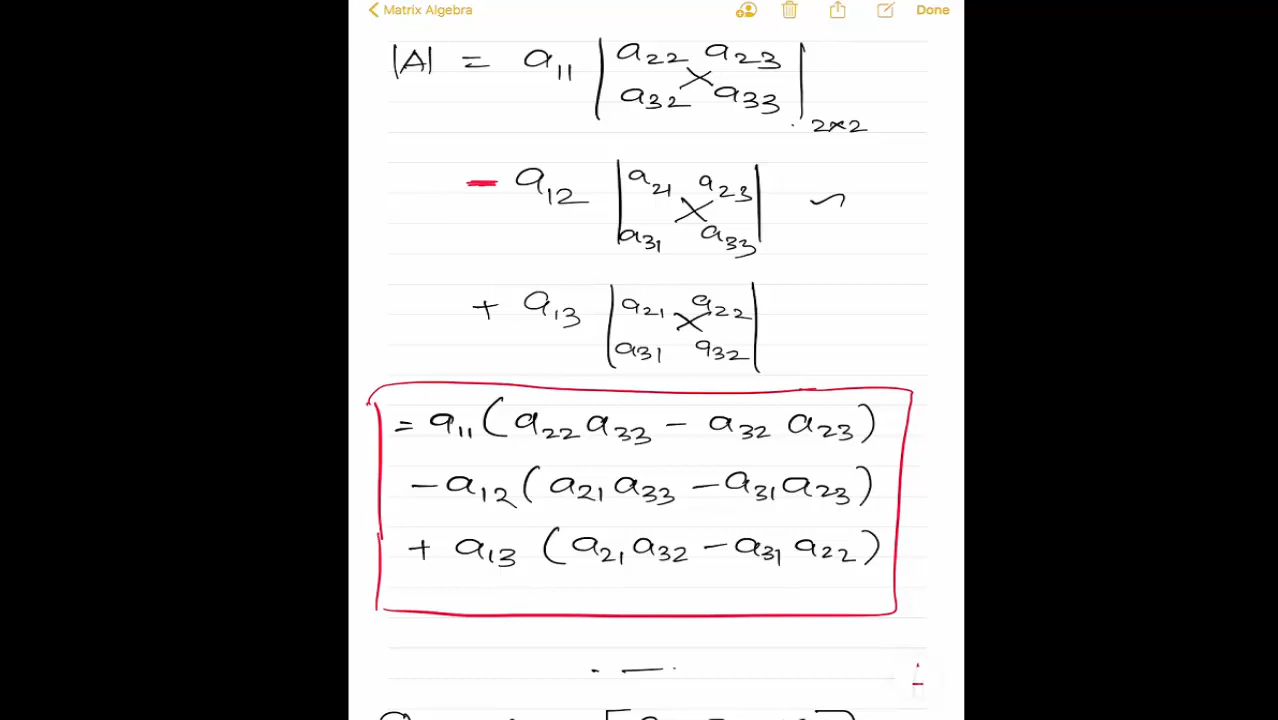 Matrix Algebra Done
|A| = a11 | a22 a23
a32 a33 | 2×2
- a12 | a21 a23
a31 a33 |
+ a13 | a21 a22
a31 a32 |
= a11 (a22 a33 - a32 a23)
- a12 (a21 a33 - a31 a23)
+ a13 (a21 a32 - a31 a22)